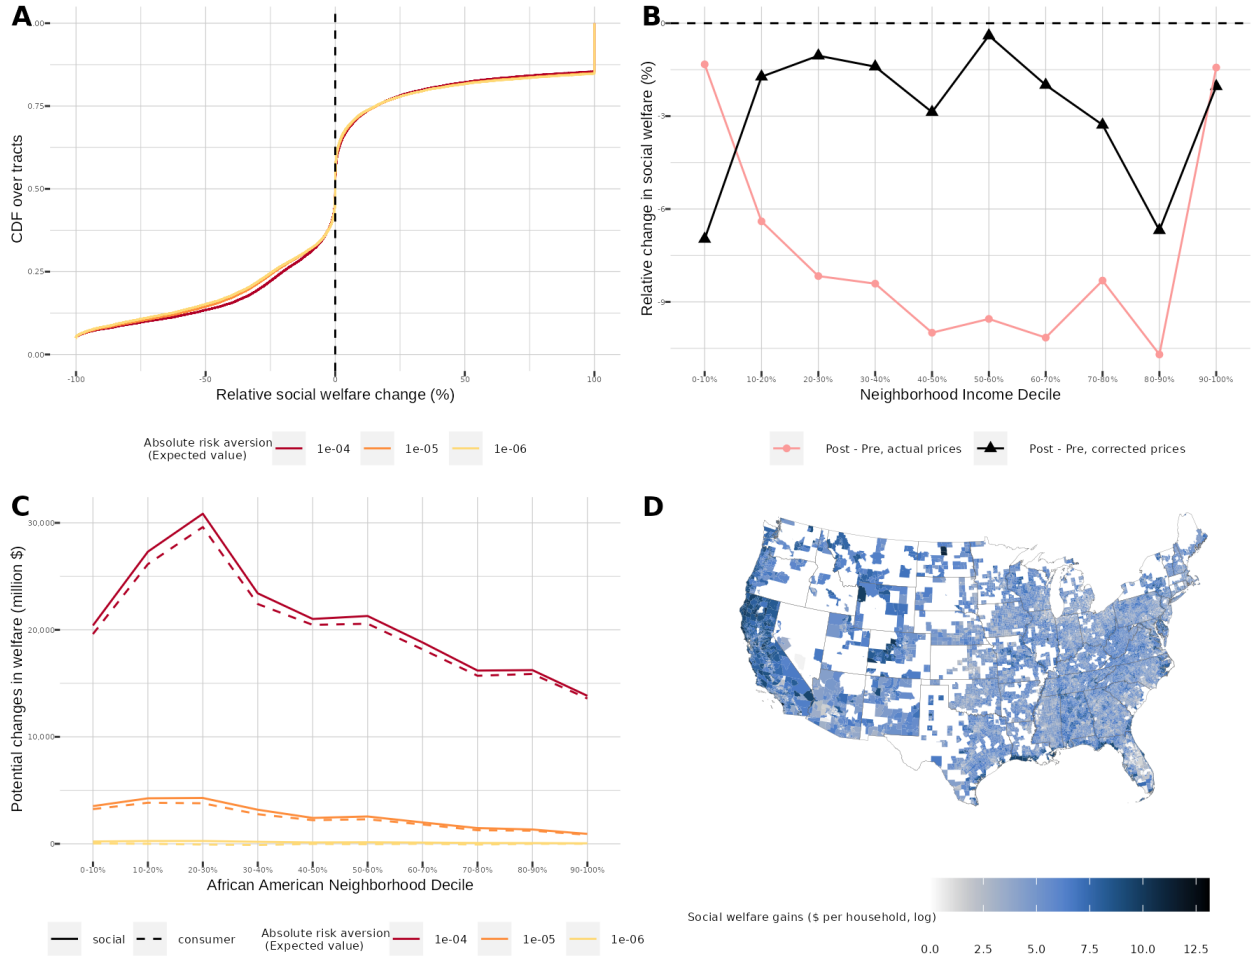 A
CDF over tracts
0.75
0.50
0.25
0.00
-100 -50 0 50 100
Relative social welfare change (%)
Absolute risk aversion
(Expected value)
1e-04 1e-05 1e-06
B
Relative change in social welfare (%)
0
-3
-6
-9
0-10% 10-20% 20-30% 30-40% 40-50% 50-60% 60-70% 70-80% 80-90% 90-100%
Neighborhood Income Decile
Post - Pre, actual prices Post - Pre, corrected prices
C
Potential changes in welfare (million $)
30.000
20.000
10.000
0
0-10% 10-20% 20-30% 30-40% 40-50% 50-60% 60-70% 70-80% 80-90% 90-100%
African American Neighborhood Decile
social consumer
Absolute risk aversion
(Expected value)
1e-04 1e-05 1e-06
D
Social welfare gains ($ per household, log)
0.0 2.5 5.0 7.5 10.0 12.5